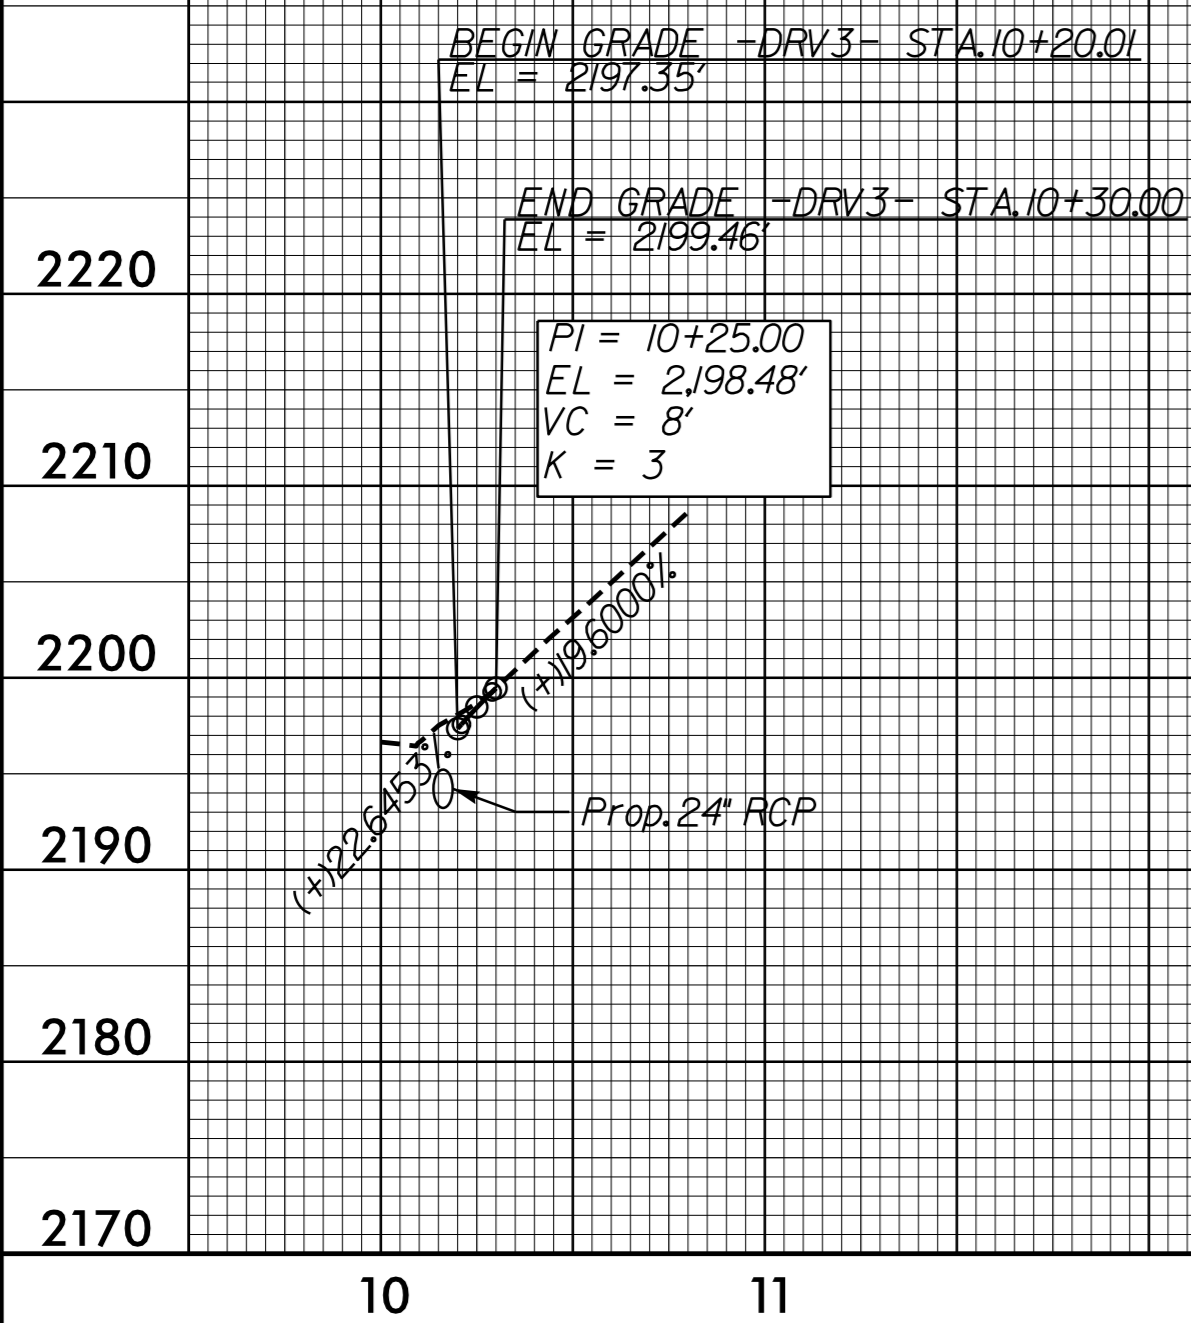 BEGIN GRADE -DRV3- STA.10+20.01
EL = 2197.35'
END GRADE -DRV3- STA.10+30.00
EL = 2199.46'
2220
PI = 10+25.00
EL = 2,198.48'
VC = 8'
K = 3
2210
(+)19.6000%
2200
(+)22.6453%
Prop. 24" RCP
2190
2180
2170
10
11